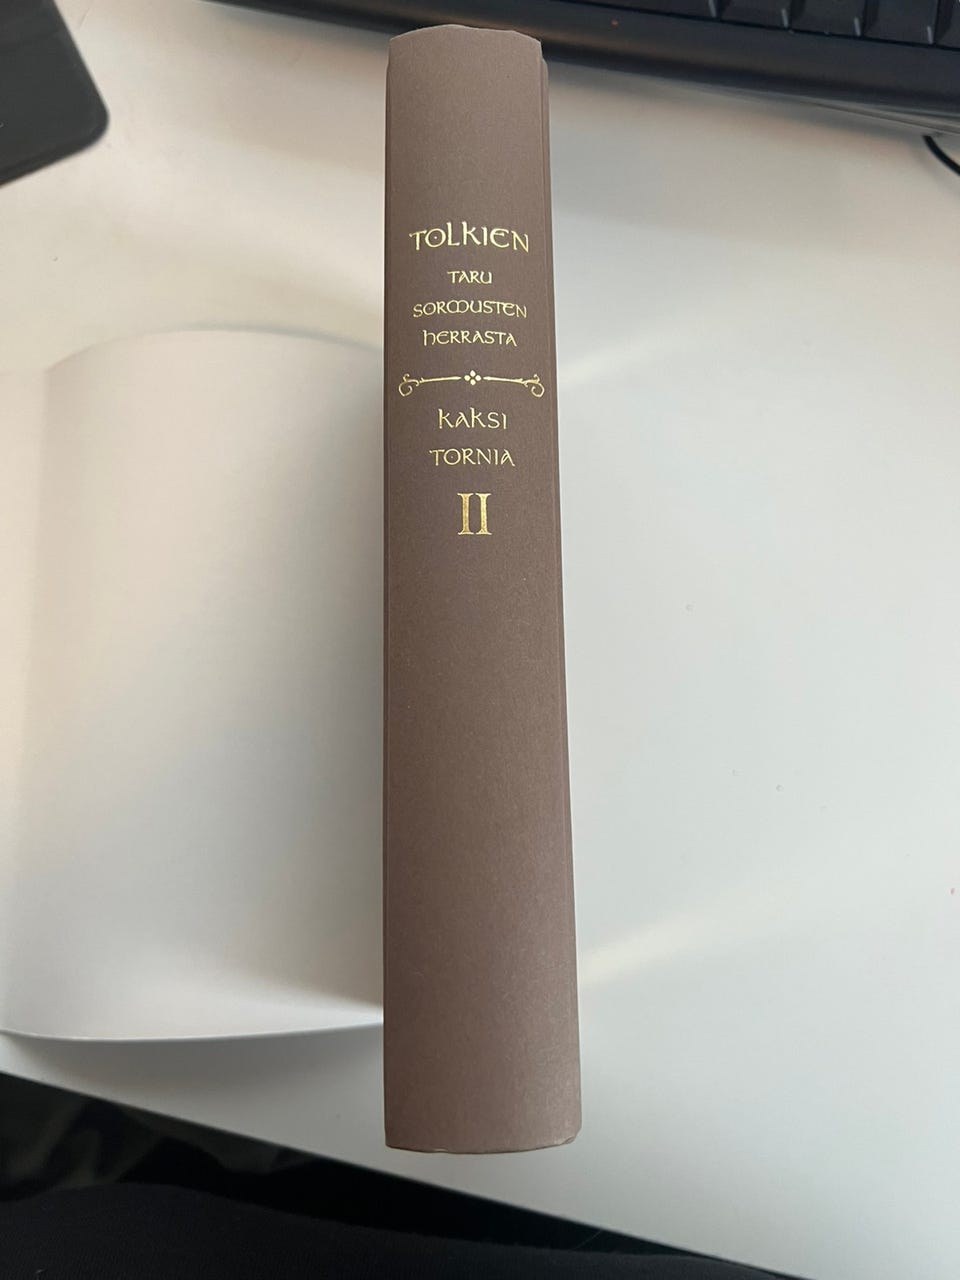 TOLKIEN
TARU
SORMUSTEN
HERRASTA
KAKSI
TORNIA
II